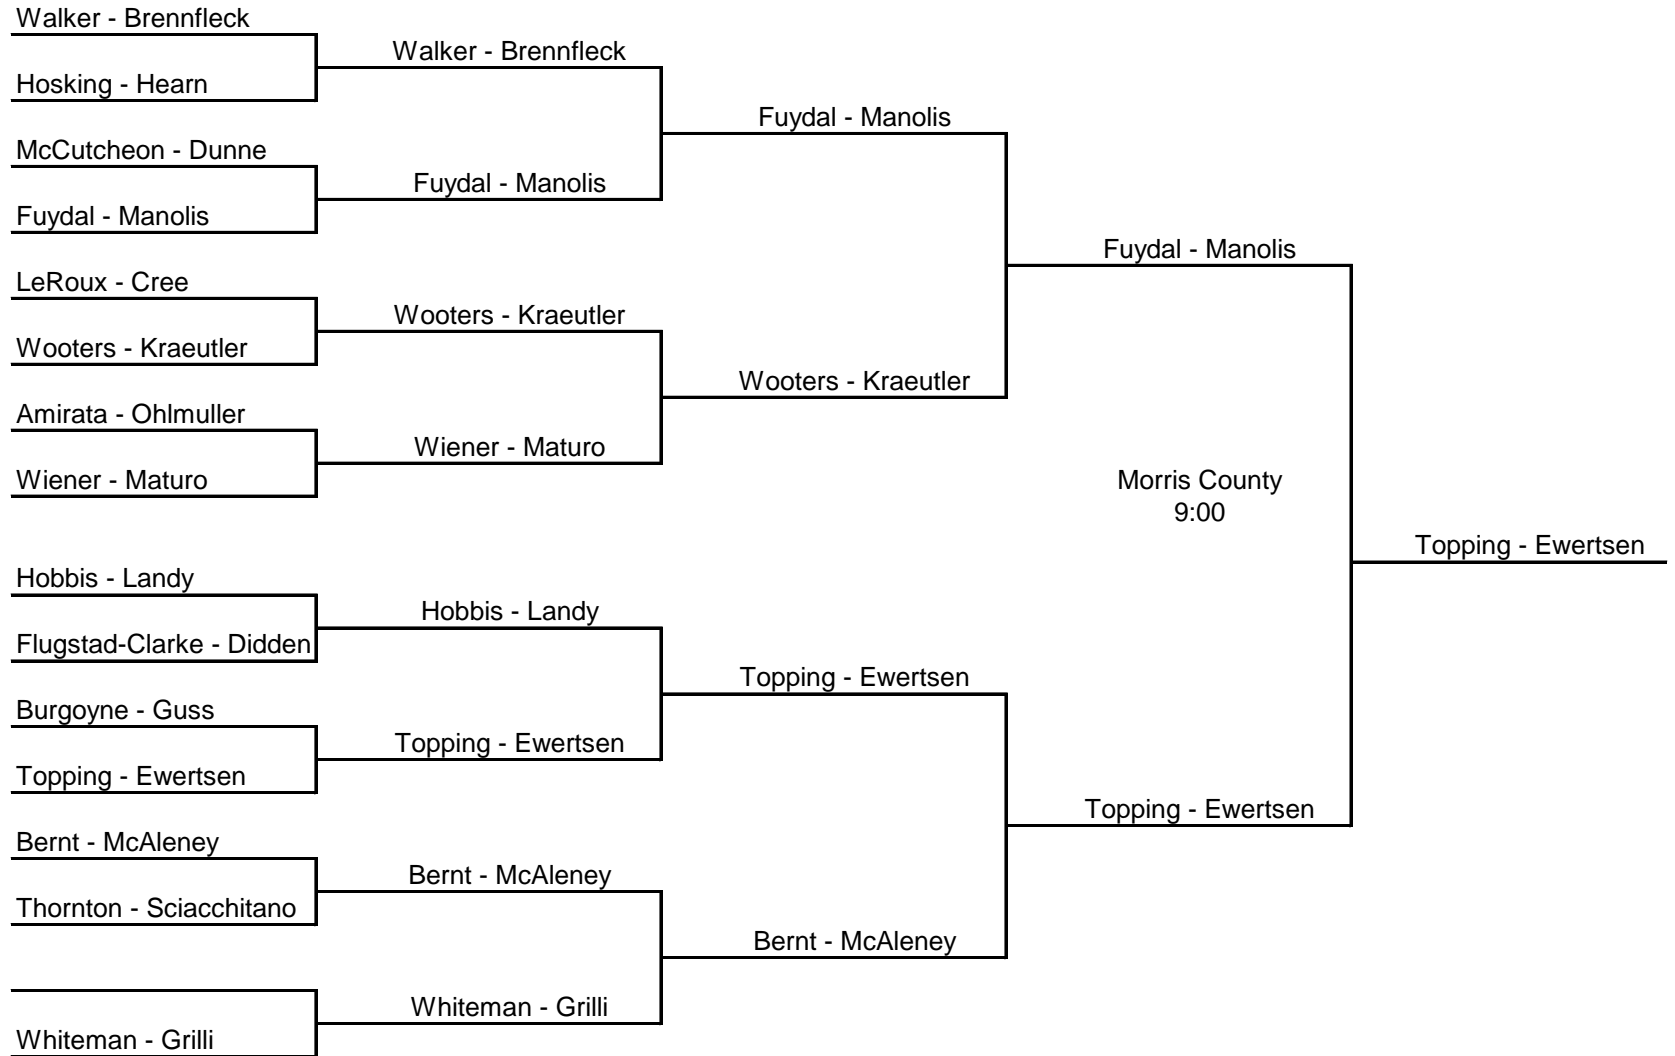 Walker - Brennfleck
Hosking - Hearn
McCutcheon - Dunne
Fuydal - Manolis
LeRoux - Cree
Wooters - Kraeutler
Amirata - Ohlmuller
Wiener - Maturo
Hobbis - Landy
Flugstad-Clarke - Didden
Burgoyne - Guss
Topping - Ewertsen
Bernt - McAleney
Thornton - Sciacchitano
Whiteman - Grilli
Walker - Brennfleck
Fuydal - Manolis
Wooters - Kraeutler
Wiener - Maturo
Hobbis - Landy
Topping - Ewertsen
Bernt - McAleney
Whiteman - Grilli
Fuydal - Manolis
Wooters - Kraeutler
Topping - Ewertsen
Bernt - McAleney
Fuydal - Manolis
Morris County
9:00
Topping - Ewertsen
Topping - Ewertsen